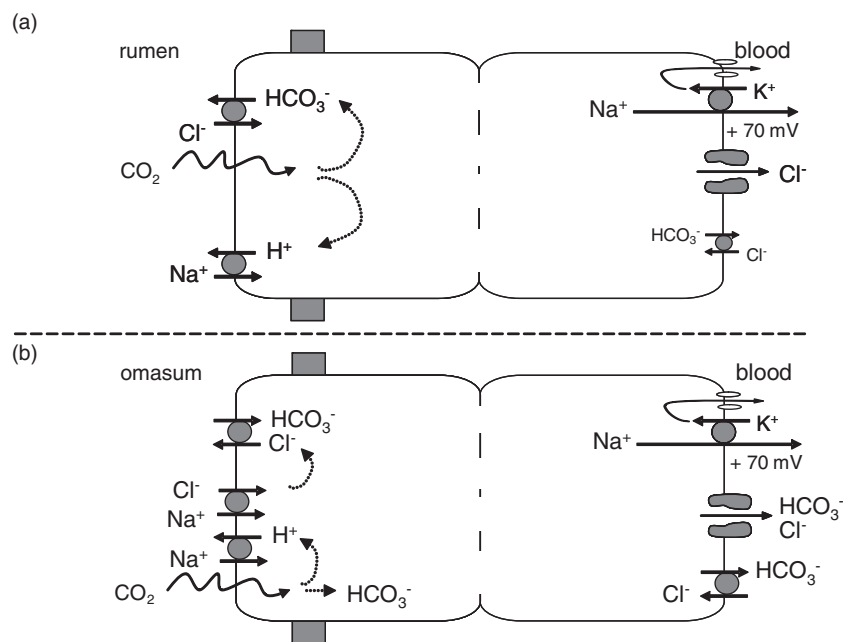 (a)
rumen
blood
HCO₃⁻
Cl⁻
CO₂
H⁺
Na⁺
K⁺
Na⁺
+ 70 mV
Cl⁻
HCO₃⁻
Cl⁻
(b)
omasum
blood
HCO₃⁻
Cl⁻
Cl⁻
Na⁺
H⁺
Na⁺
CO₂
HCO₃⁻
K⁺
Na⁺
+ 70 mV
HCO₃⁻
Cl⁻
HCO₃⁻
Cl⁻